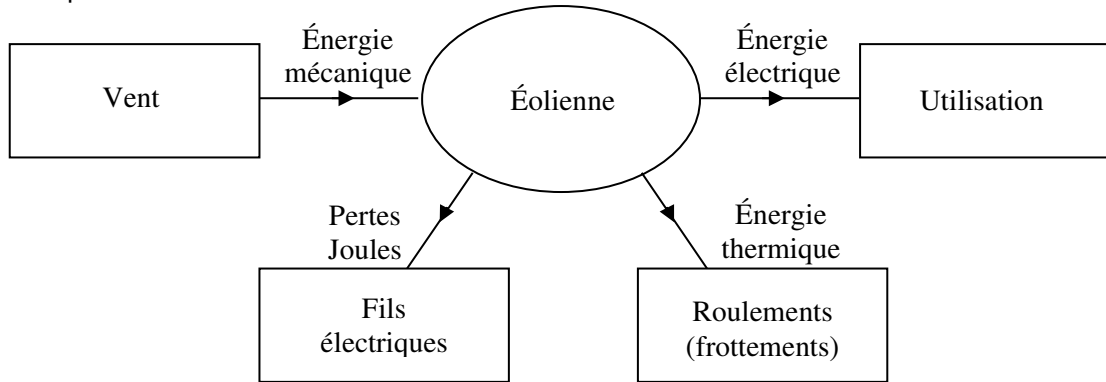 Énergie
mécanique
Énergie
électrique
Vent
Éolienne
Utilisation
Pertes
Joules
Énergie
thermique
Fils
électriques
Roulements
(frottements)